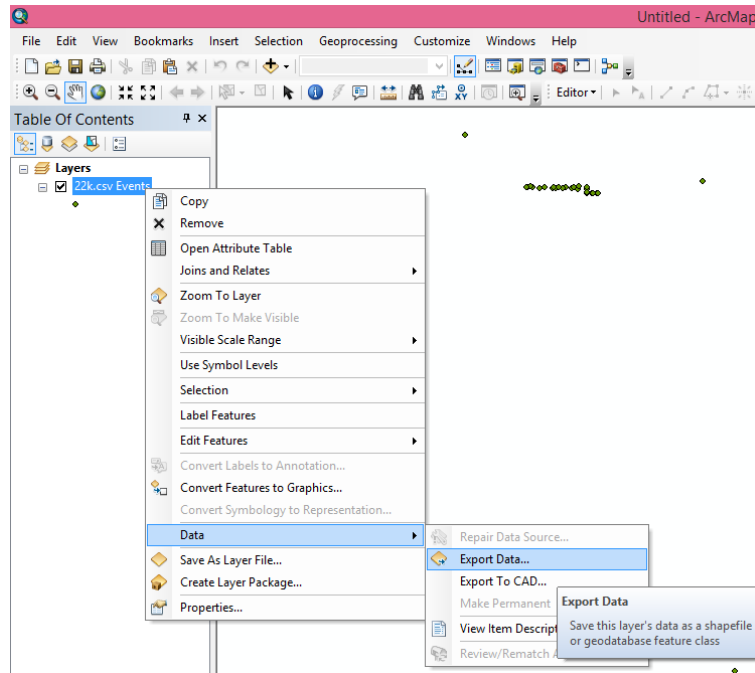 Untitled - ArcMap
File Edit View Bookmarks Insert Selection Geoprocessing Customize Windows Help
Editor
Table Of Contents
Layers
22k.csv Events
Copy
Remove
Open Attribute Table
Joins and Relates
Zoom To Layer
Zoom To Make Visible
Visible Scale Range
Use Symbol Levels
Selection
Label Features
Edit Features
Convert Labels to Annotation...
Convert Features to Graphics...
Convert Symbology to Representation...
Data
Save As Layer File...
Create Layer Package...
Properties...
Repair Data Source...
Export Data...
Export To CAD...
Make Permanent
View Item Descript
Review/Rematch A
Export Data
Save this layer's data as a shapefile
or geodatabase feature class